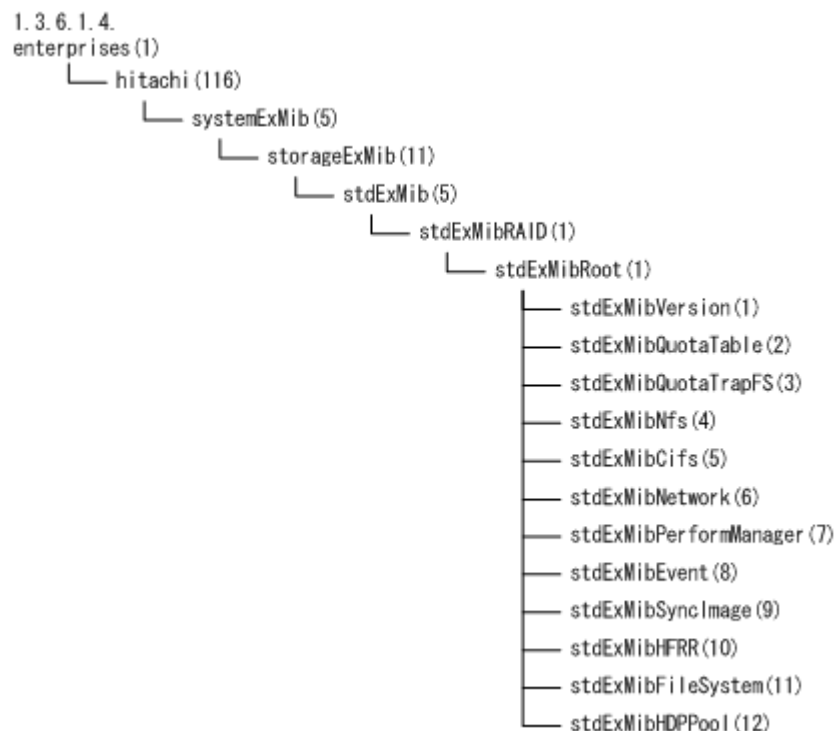 1.3.6.1.4.
enterprises(1)
hitachi(116)
systemExMib(5)
storageExMib(11)
stdExMib(5)
stdExMibRAID(1)
stdExMibRoot(1)
stdExMibVersion(1)
stdExMibQuotaTable(2)
stdExMibQuotaTrapFS(3)
stdExMibNfs(4)
stdExMibCifs(5)
stdExMibNetwork(6)
stdExMibPerformManager(7)
stdExMibEvent(8)
stdExMibSyncImage(9)
stdExMibHFRR(10)
stdExMibFileSystem(11)
stdExMibHDPPool(12)